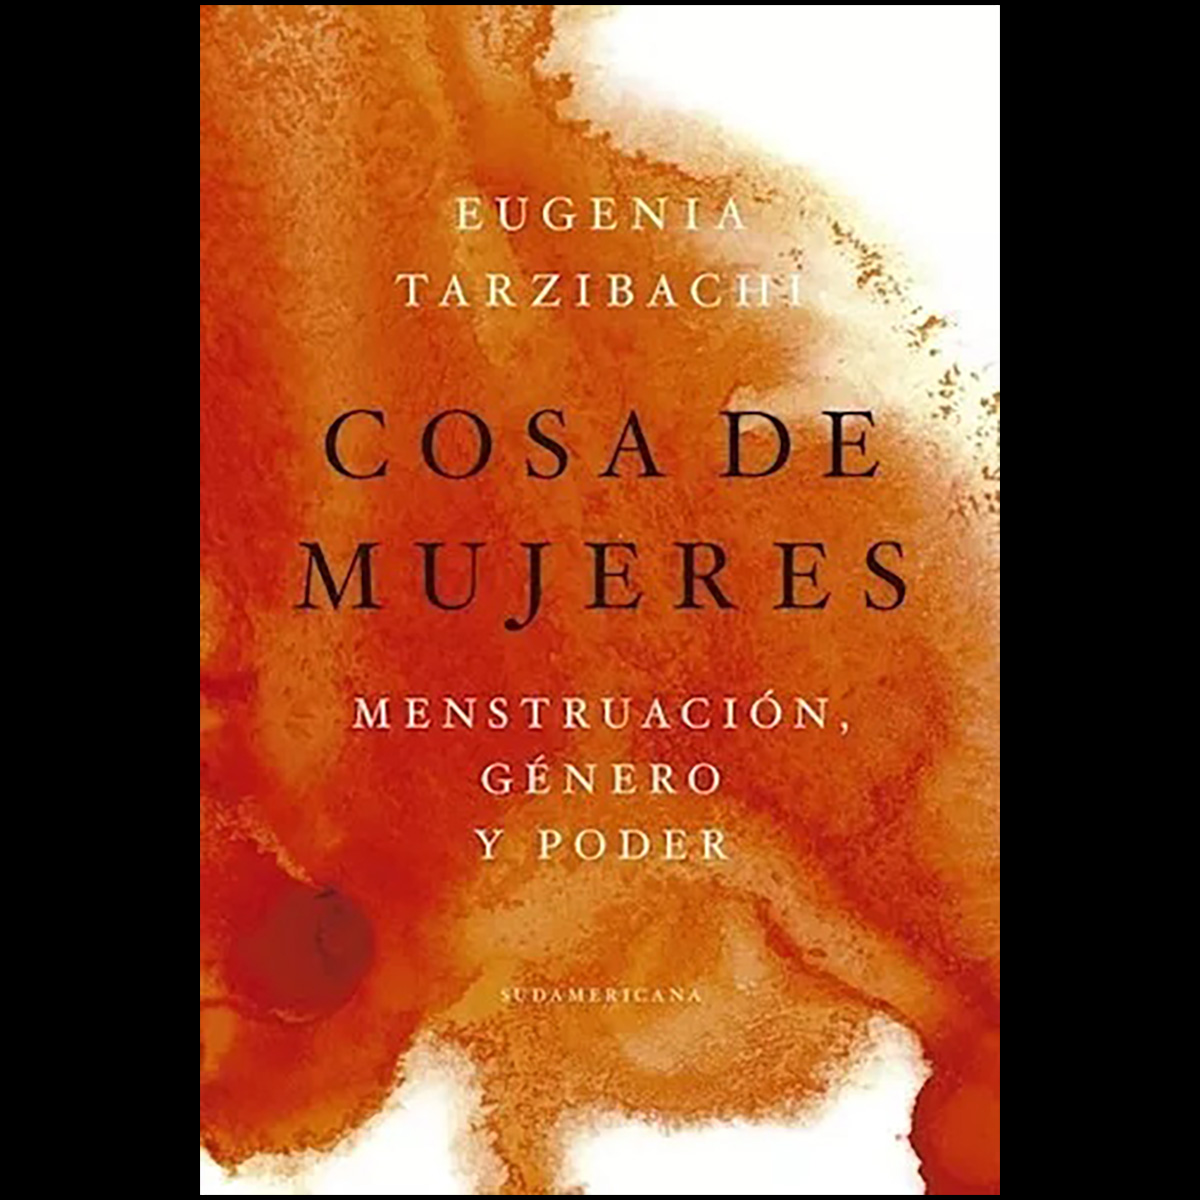 EUGENIA
TARZIBACHI
COSA DE
MUJERES
MENSTRUACIÓN,
GÉNERO
Y PODER
SUDAMERICANA